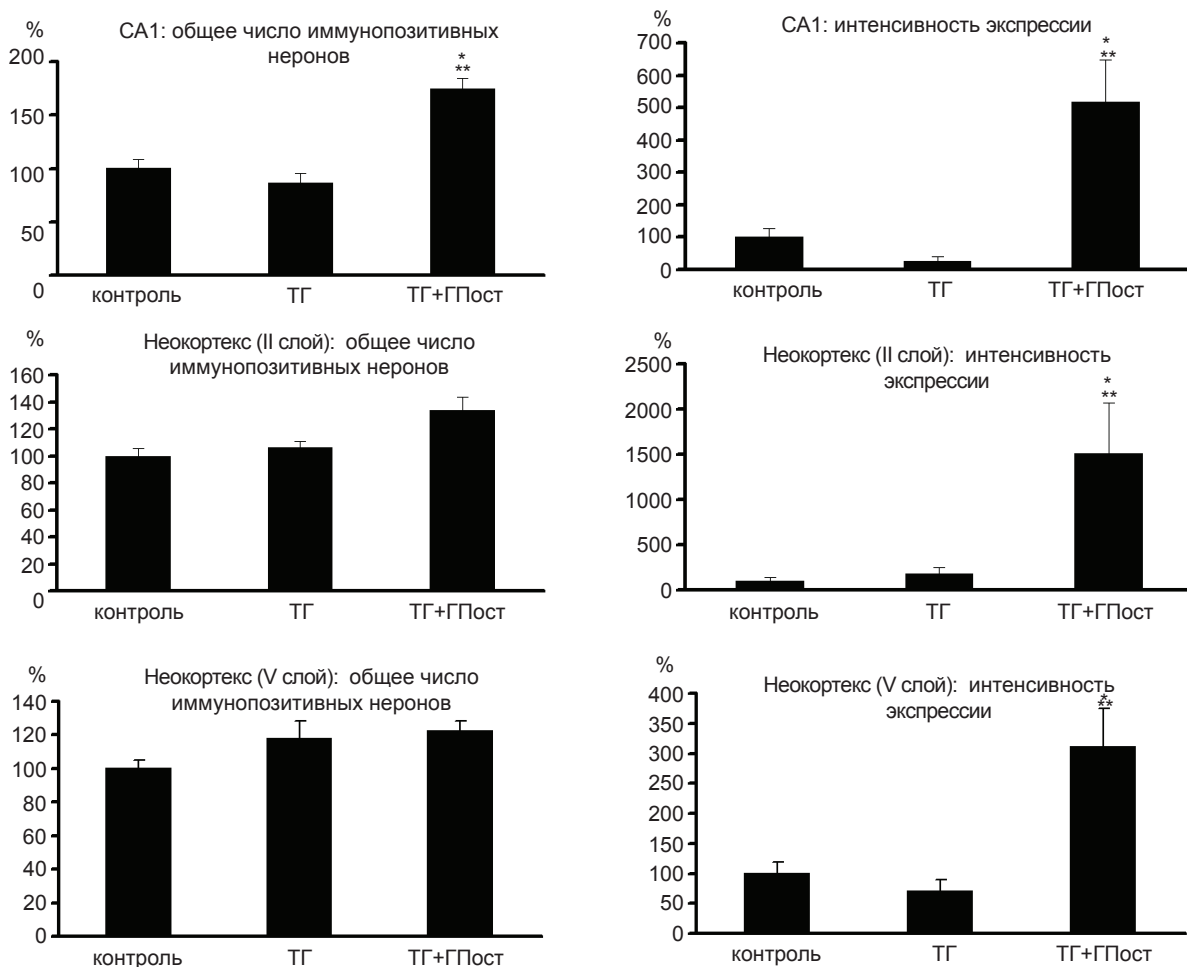 %
СА1: общее число иммунопозитивных
неронов
200
150
100
50
0
*
**
контроль
ТГ
ТГ+ГПост
%
СА1: интенсивность экспрессии
700
600
500
400
300
200
100
0
*
**
контроль
ТГ
ТГ+ГПост
%
Неокортекс (II слой): общее число
иммунопозитивных неронов
160
140
120
100
80
60
40
20
0
контроль
ТГ
ТГ+ГПост
%
Неокортекс (II слой): интенсивность
экспрессии
2500
2000
1500
1000
500
0
*
**
контроль
ТГ
ТГ+ГПост
%
Неокортекс (V слой): общее число
иммунопозитивных неронов
140
120
100
80
60
40
20
0
контроль
ТГ
ТГ+ГПост
%
Неокортекс (V слой): интенсивность
экспрессии
400
350
300
250
200
150
100
50
0
*
**
контроль
ТГ
ТГ+ГПост